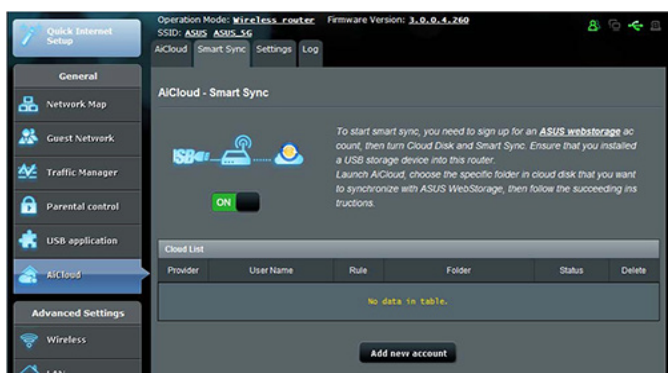 Quick Internet
Setup
Operation Mode: Wireless router Firmware Version: 3.0.0.4.260
SSID: ASUS ASUS_5G
AiCloud Smart Sync Settings Log
General
Network Map
Guest Network
Traffic Manager
Parental control
USB application
AiCloud
Advanced Settings
Wireless
LAN
AiCloud - Smart Sync
USB
ON
To start smart sync, you need to sign up for an ASUS webstorage ac
count, then turn Cloud Disk and Smart Sync. Ensure that you installed
a USB storage device into this router.
Launch AiCloud, choose the specific folder in cloud disk that you want
to synchronize with ASUS WebStorage, then follow the succeeding ins
tructions.
Cloud List
Provider User Name Rule Folder Status Delete
No data in table.
Add new account